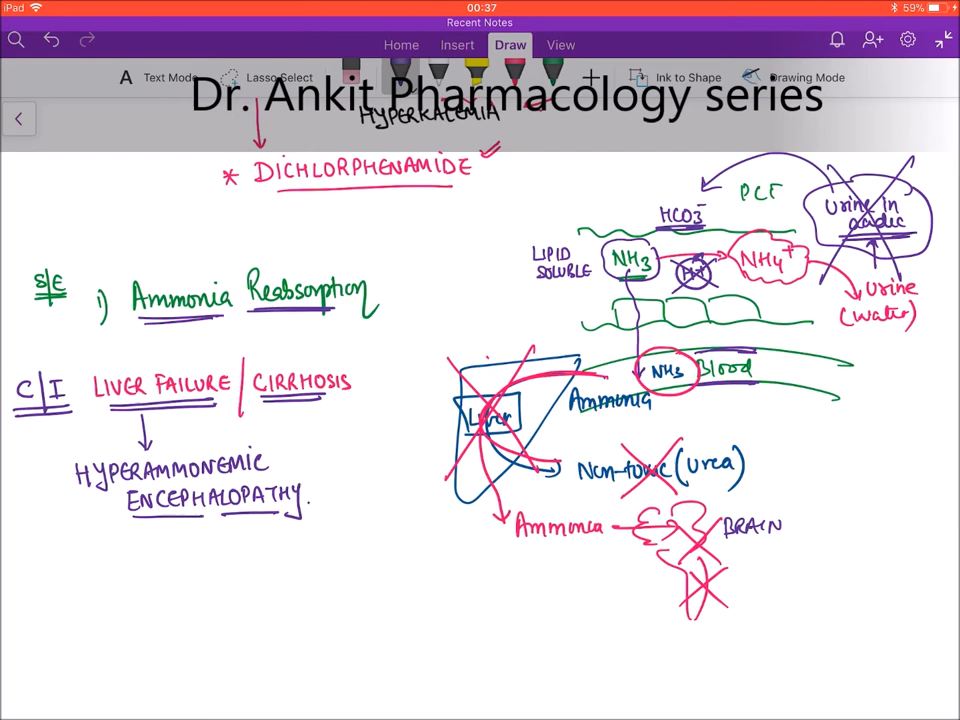 iPad
00:37
59%
Recent Notes
Home Insert Draw View
Text Mode Lasso Select Ink to Shape Drawing Mode
Dr. Ankit Pharmacology series
HYPERKALEMIA
* DICHLORPHENAMIDE
S/E
1) Ammonia Reabsorption
C/I LIVER FAILURE / CIRRHOSIS
HYPERAMMONEMIC
ENCEPHALOPATHY.
PCT
Urine in
acidic
HCO3-
LIPID
SOLUBLE
NH3
H+
NH4+
Urine
(water)
NH3 Blood
Ammonia
Liver
Non-toxic (Urea)
Ammonia
BRAIN